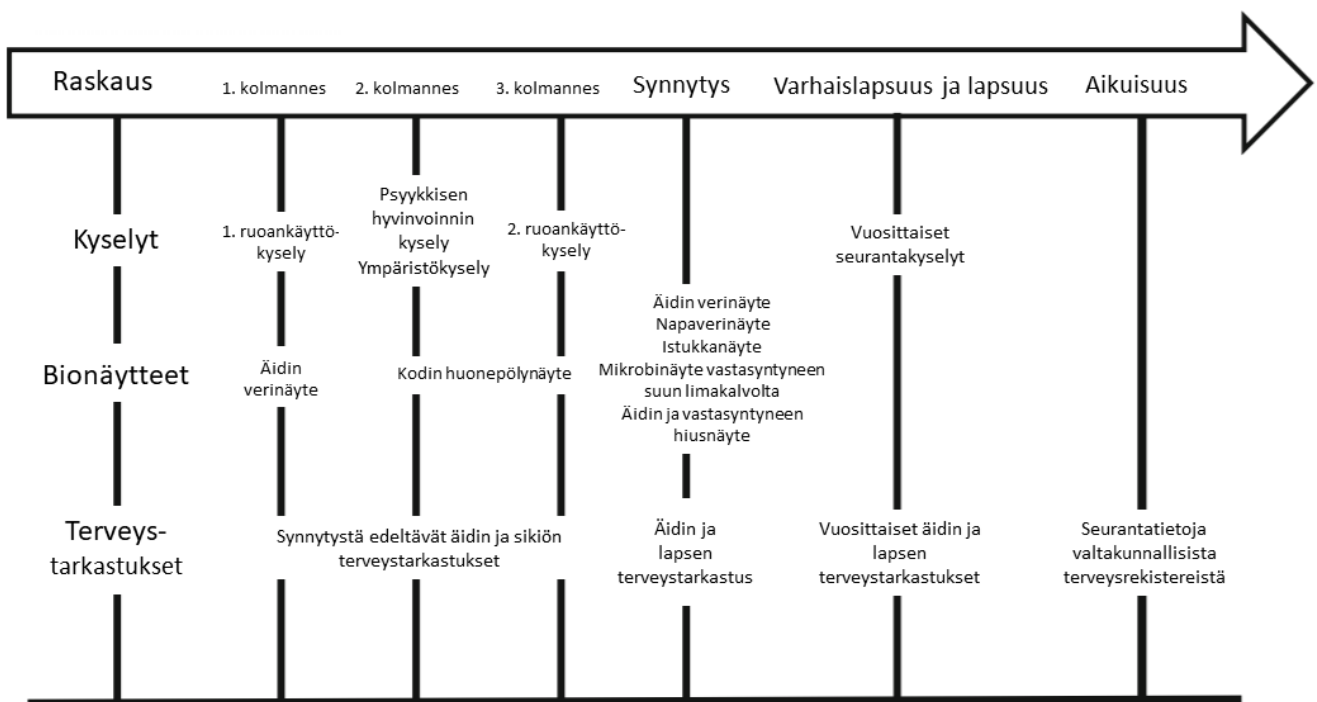 Raskaus 1. kolmannes 2. kolmannes 3. kolmannes Synnytys Varhaislapsuus ja lapsuus Aikuisuus
Kyselyt
1. ruoankäyttö-
kysely
Psyykkisen
hyvinvoinnin
kysely
Ympäristökysely
2. ruoankäyttö-
kysely
Vuosittaiset
seurantakyselyt
Bionäytteet
Äidin
verinäyte
Kodin huonepölynäyte
Äidin verinäyte
Napaverinäyte
Istukkanäyte
Mikrobinäyte vastasyntyneen
suun limakalvolta
Äidin ja vastasyntyneen
hiusnäyte
Terveys-
tarkastukset
Synnytystä edeltävät äidin ja sikiön
terveystarkastukset
Äidin ja
lapsen
terveystarkastus
Vuosittaiset äidin ja
lapsen
terveystarkastukset
Seurantatietoja
valtakunnallisista
terveysrekistereistä